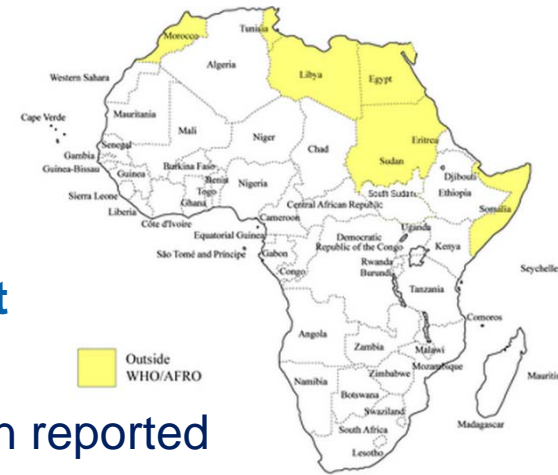 Tunisia
Morocco
Algeria
Libya
Egypt
Western Sahara
Cape Verde
Mauritania
Mali
Niger
Chad
Sudan
Eritrea
Senegal
Gambia
Guinea-Bissau
Guinea
Burkina Faso
Benin
Togo
Ghana
Nigeria
Djibouti
Ethiopia
Somalia
South Sudan
Sierra Leone
Liberia
Côte d'Ivoire
Cameroon
Central African Republic
Equatorial Guinea
São Tomé and Príncipe
Gabon
Congo
Democratic
Republic of the Congo
Uganda
Kenya
Rwanda
Burundi
Seychelle
Tanzania
t
Comoros
Angola
Zambia
Malawi
Mozambique
Outside
WHO/AFRO
Namibia
Zimbabwe
Botswana
Mauriti
Madagascar
Swaziland
South Africa
Lesotho
n reported